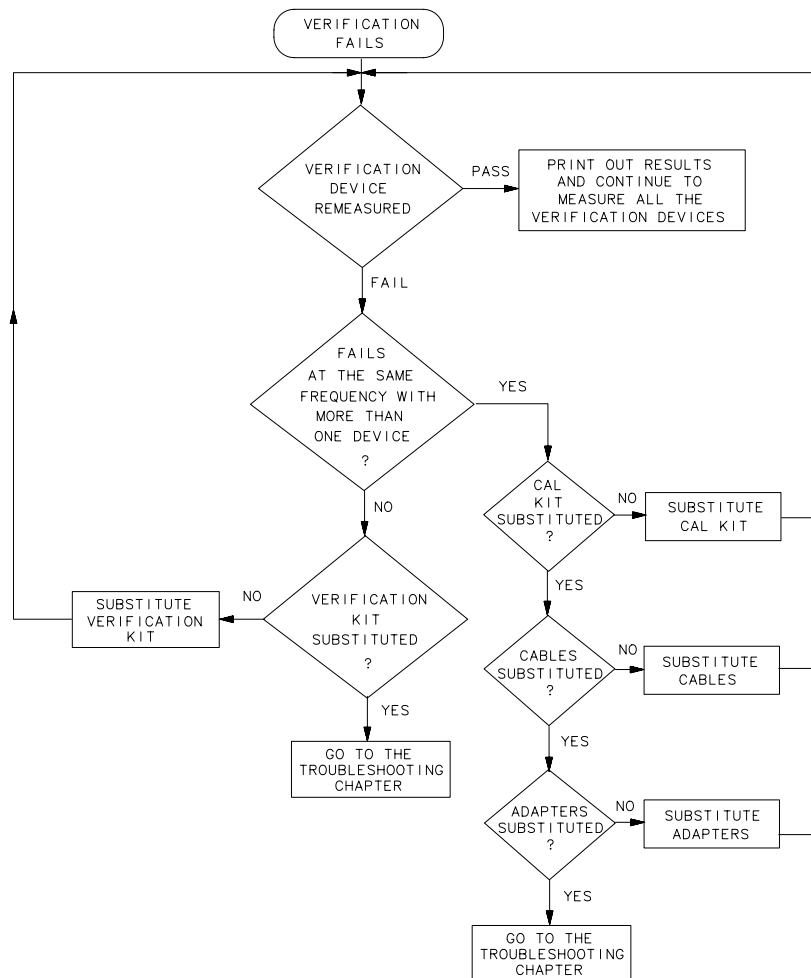 VERIFICATION
FAILS
VERIFICATION
DEVICE
REMEASURED
PASS
PRINT OUT RESULTS
AND CONTINUE TO
MEASURE ALL THE
VERIFICATION DEVICES
FAIL
FAILS
AT THE SAME
FREQUENCY WITH
MORE THAN
ONE DEVICE
?
YES
NO
CAL
KIT
SUBSTITUTED
?
NO
SUBSTITUTE
CAL KIT
YES
VERIFICATION
KIT
SUBSTITUTED
?
NO
SUBSTITUTE
VERIFICATION
KIT
YES
GO TO THE
TROUBLESHOOTING
CHAPTER
CABLES
SUBSTITUTED
?
NO
SUBSTITUTE
CABLES
YES
ADAPTERS
SUBSTITUTED
?
NO
SUBSTITUTE
ADAPTERS
YES
GO TO THE
TROUBLESHOOTING
CHAPTER